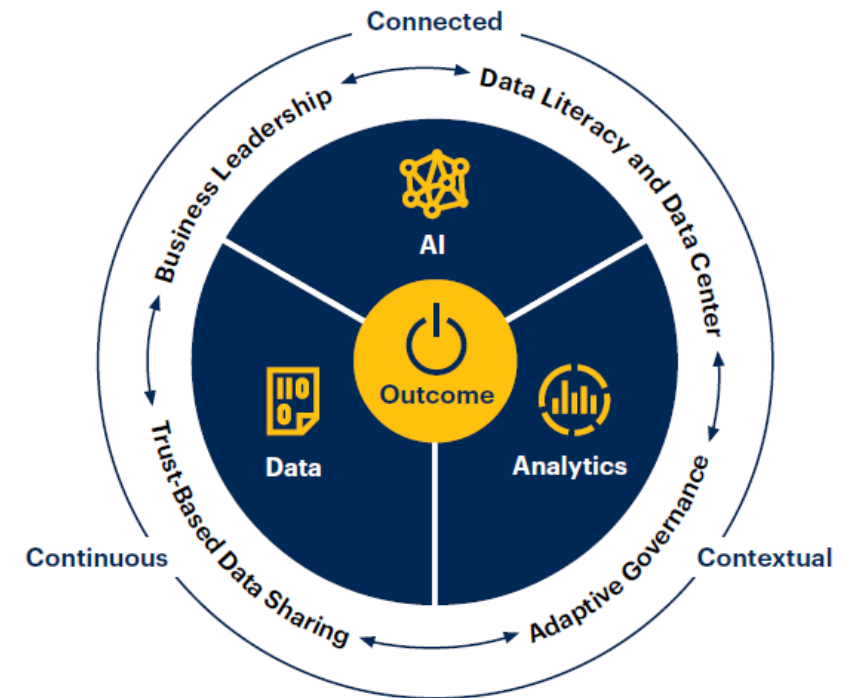 Connected
Business Leadership
Data Literacy and Data Center
AI
Outcome
Data
Analytics
Trust-Based Data Sharing
Adaptive Governance
Continuous
Contextual